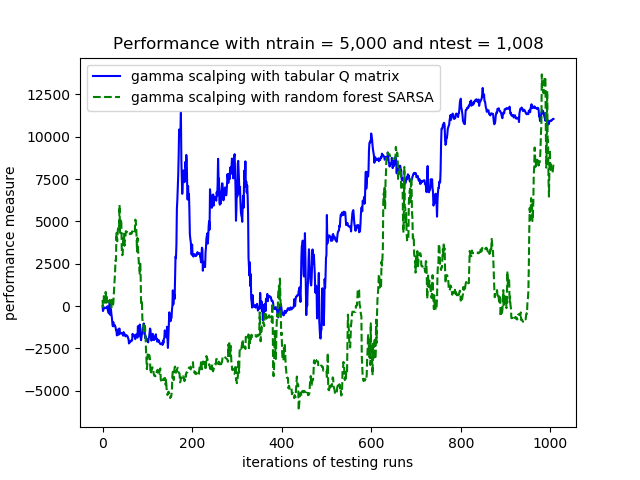 Performance with ntrain = 5,000 and ntest = 1,008
gamma scalping with tabular Q matrix
gamma scalping with random forest SARSA
performance measure
12500
10000
7500
5000
2500
0
−2500
−5000
0 200 400 600 800 1000
iterations of testing runs